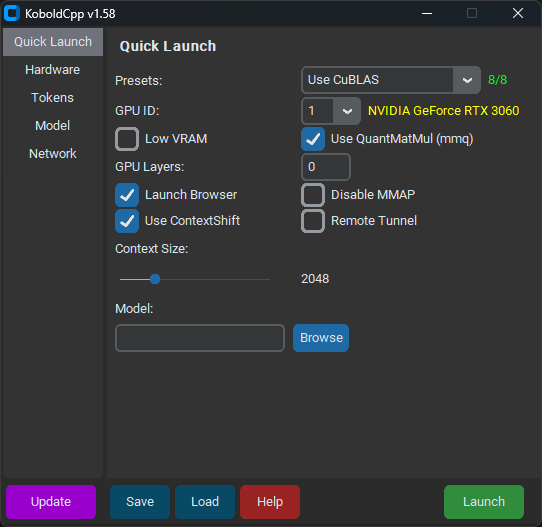 KoboldCpp v1.58
Quick Launch
Hardware
Tokens
Model
Network
Quick Launch
Presets: Use CuBLAS 8/8
GPU ID: 1 NVIDIA GeForce RTX 3060
Low VRAM Use QuantMatMul (mmq)
GPU Layers: 0
Launch Browser Disable MMAP
Use ContextShift Remote Tunnel
Context Size:
2048
Model:
Browse
Update Save Load Help Launch